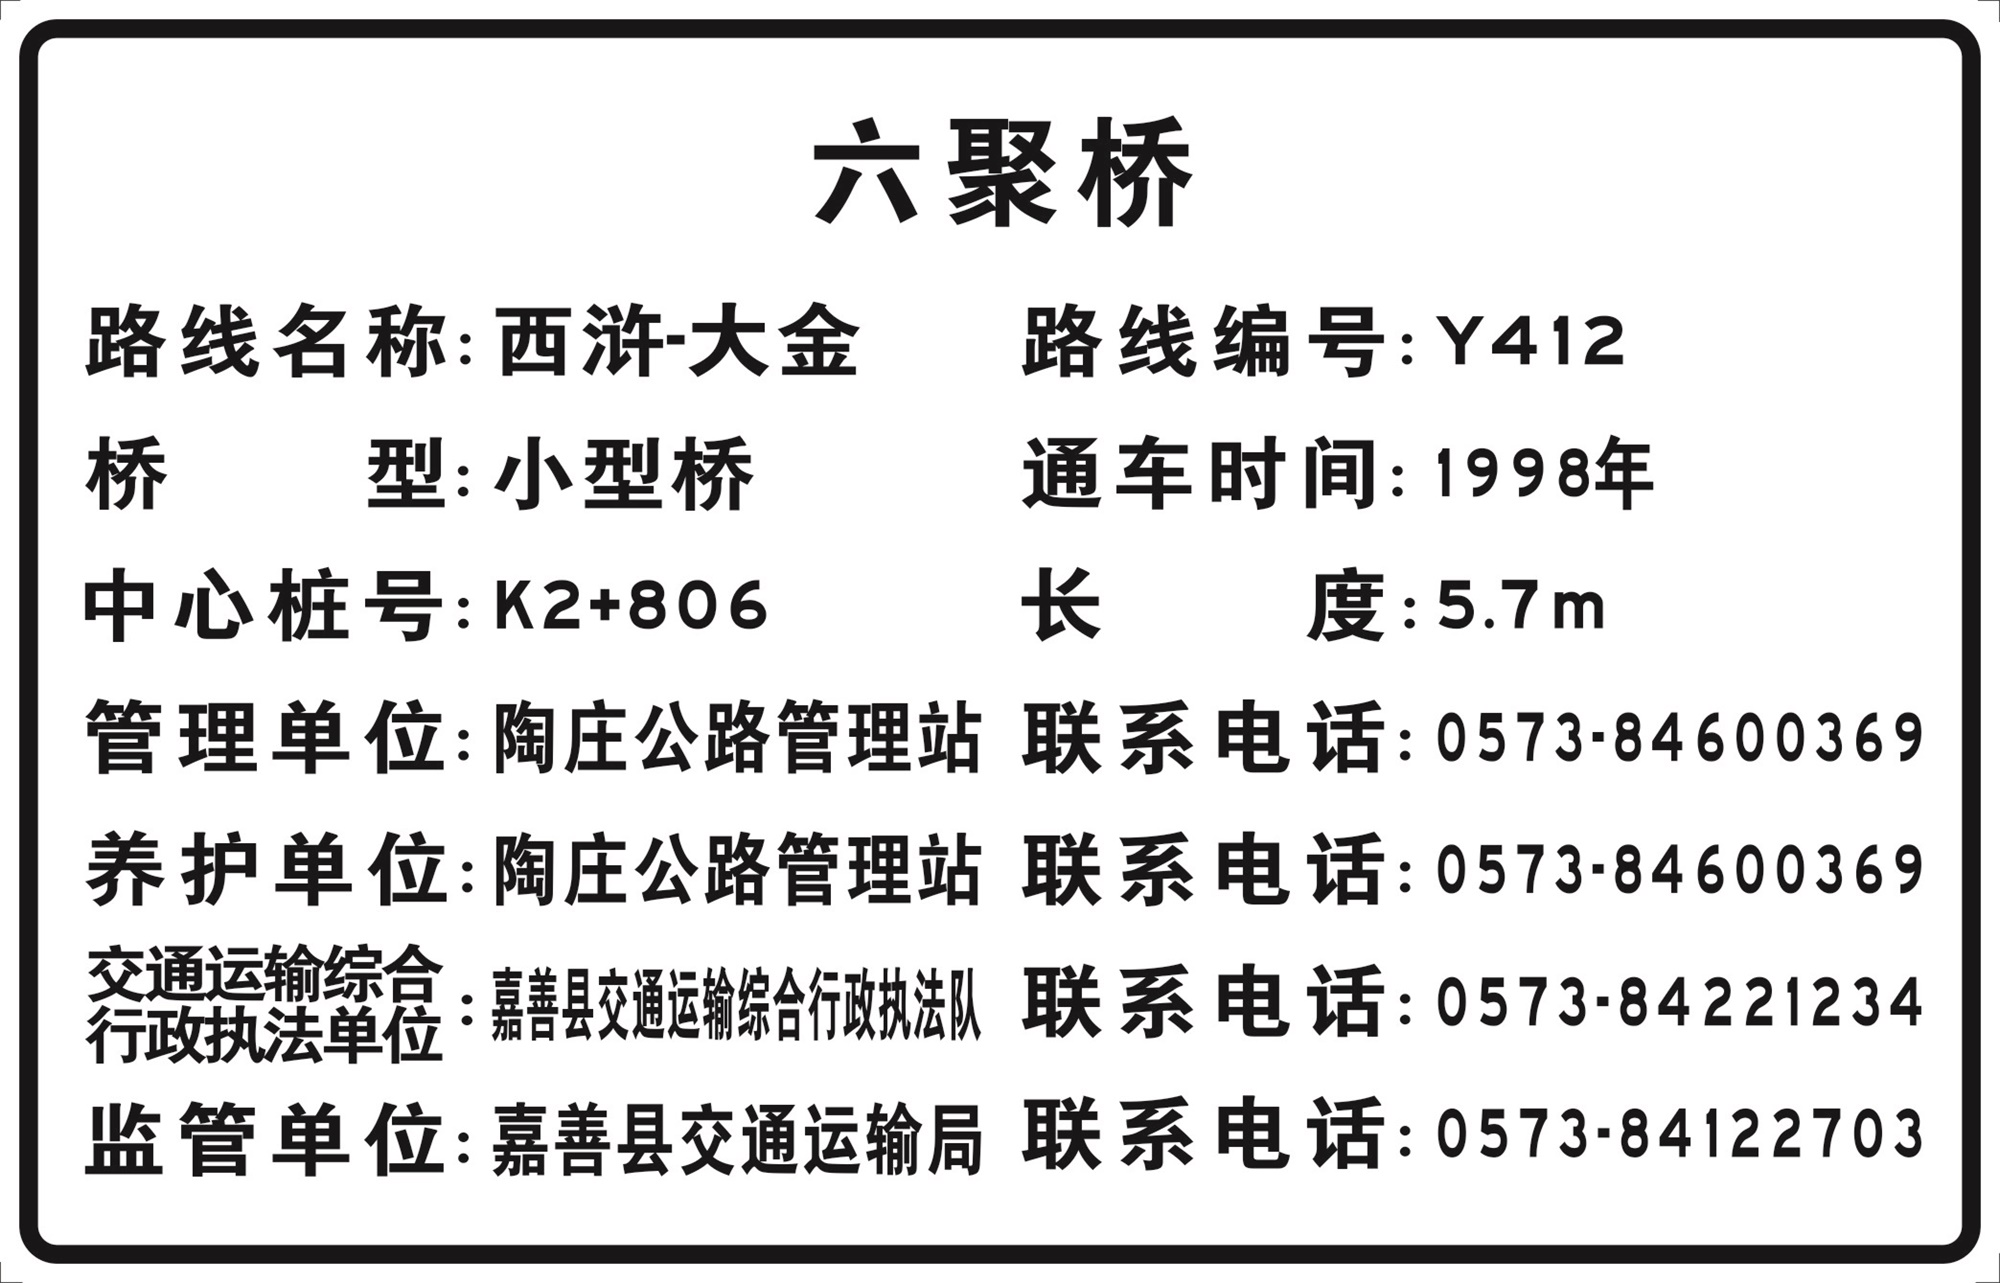 六聚桥
路线名称:西浒-大金 路线编号:Y412
桥型:小型桥 通车时间:1998年
中心桩号:K2+806 长度:5.7m
管理单位:陶庄公路管理站 联系电话:0573-84600369
养护单位:陶庄公路管理站 联系电话:0573-84600369
交通运输综合
行政执法单位:嘉善县交通运输综合行政执法队 联系电话:0573-84221234
监管单位:嘉善县交通运输局 联系电话:0573-84122703